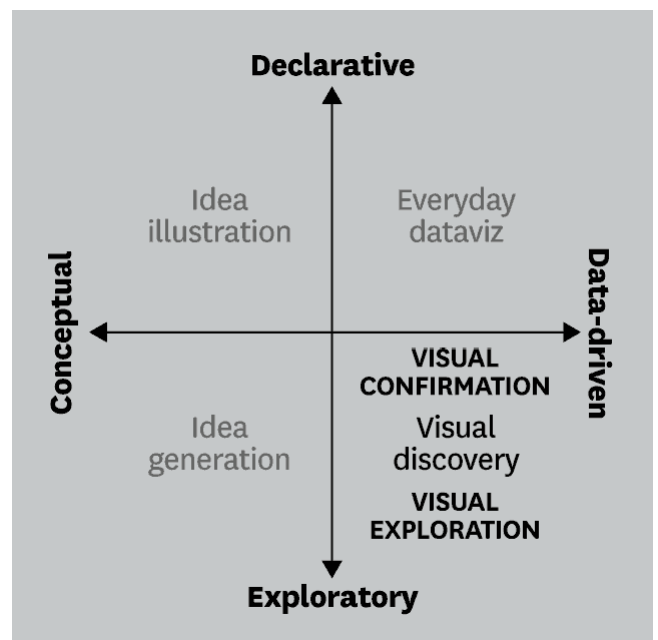 Declarative
Idea
illustration
Everyday
dataviz
Conceptual
Data-driven
VISUAL
CONFIRMATION
Idea
generation
Visual
discovery
VISUAL
EXPLORATION
Exploratory